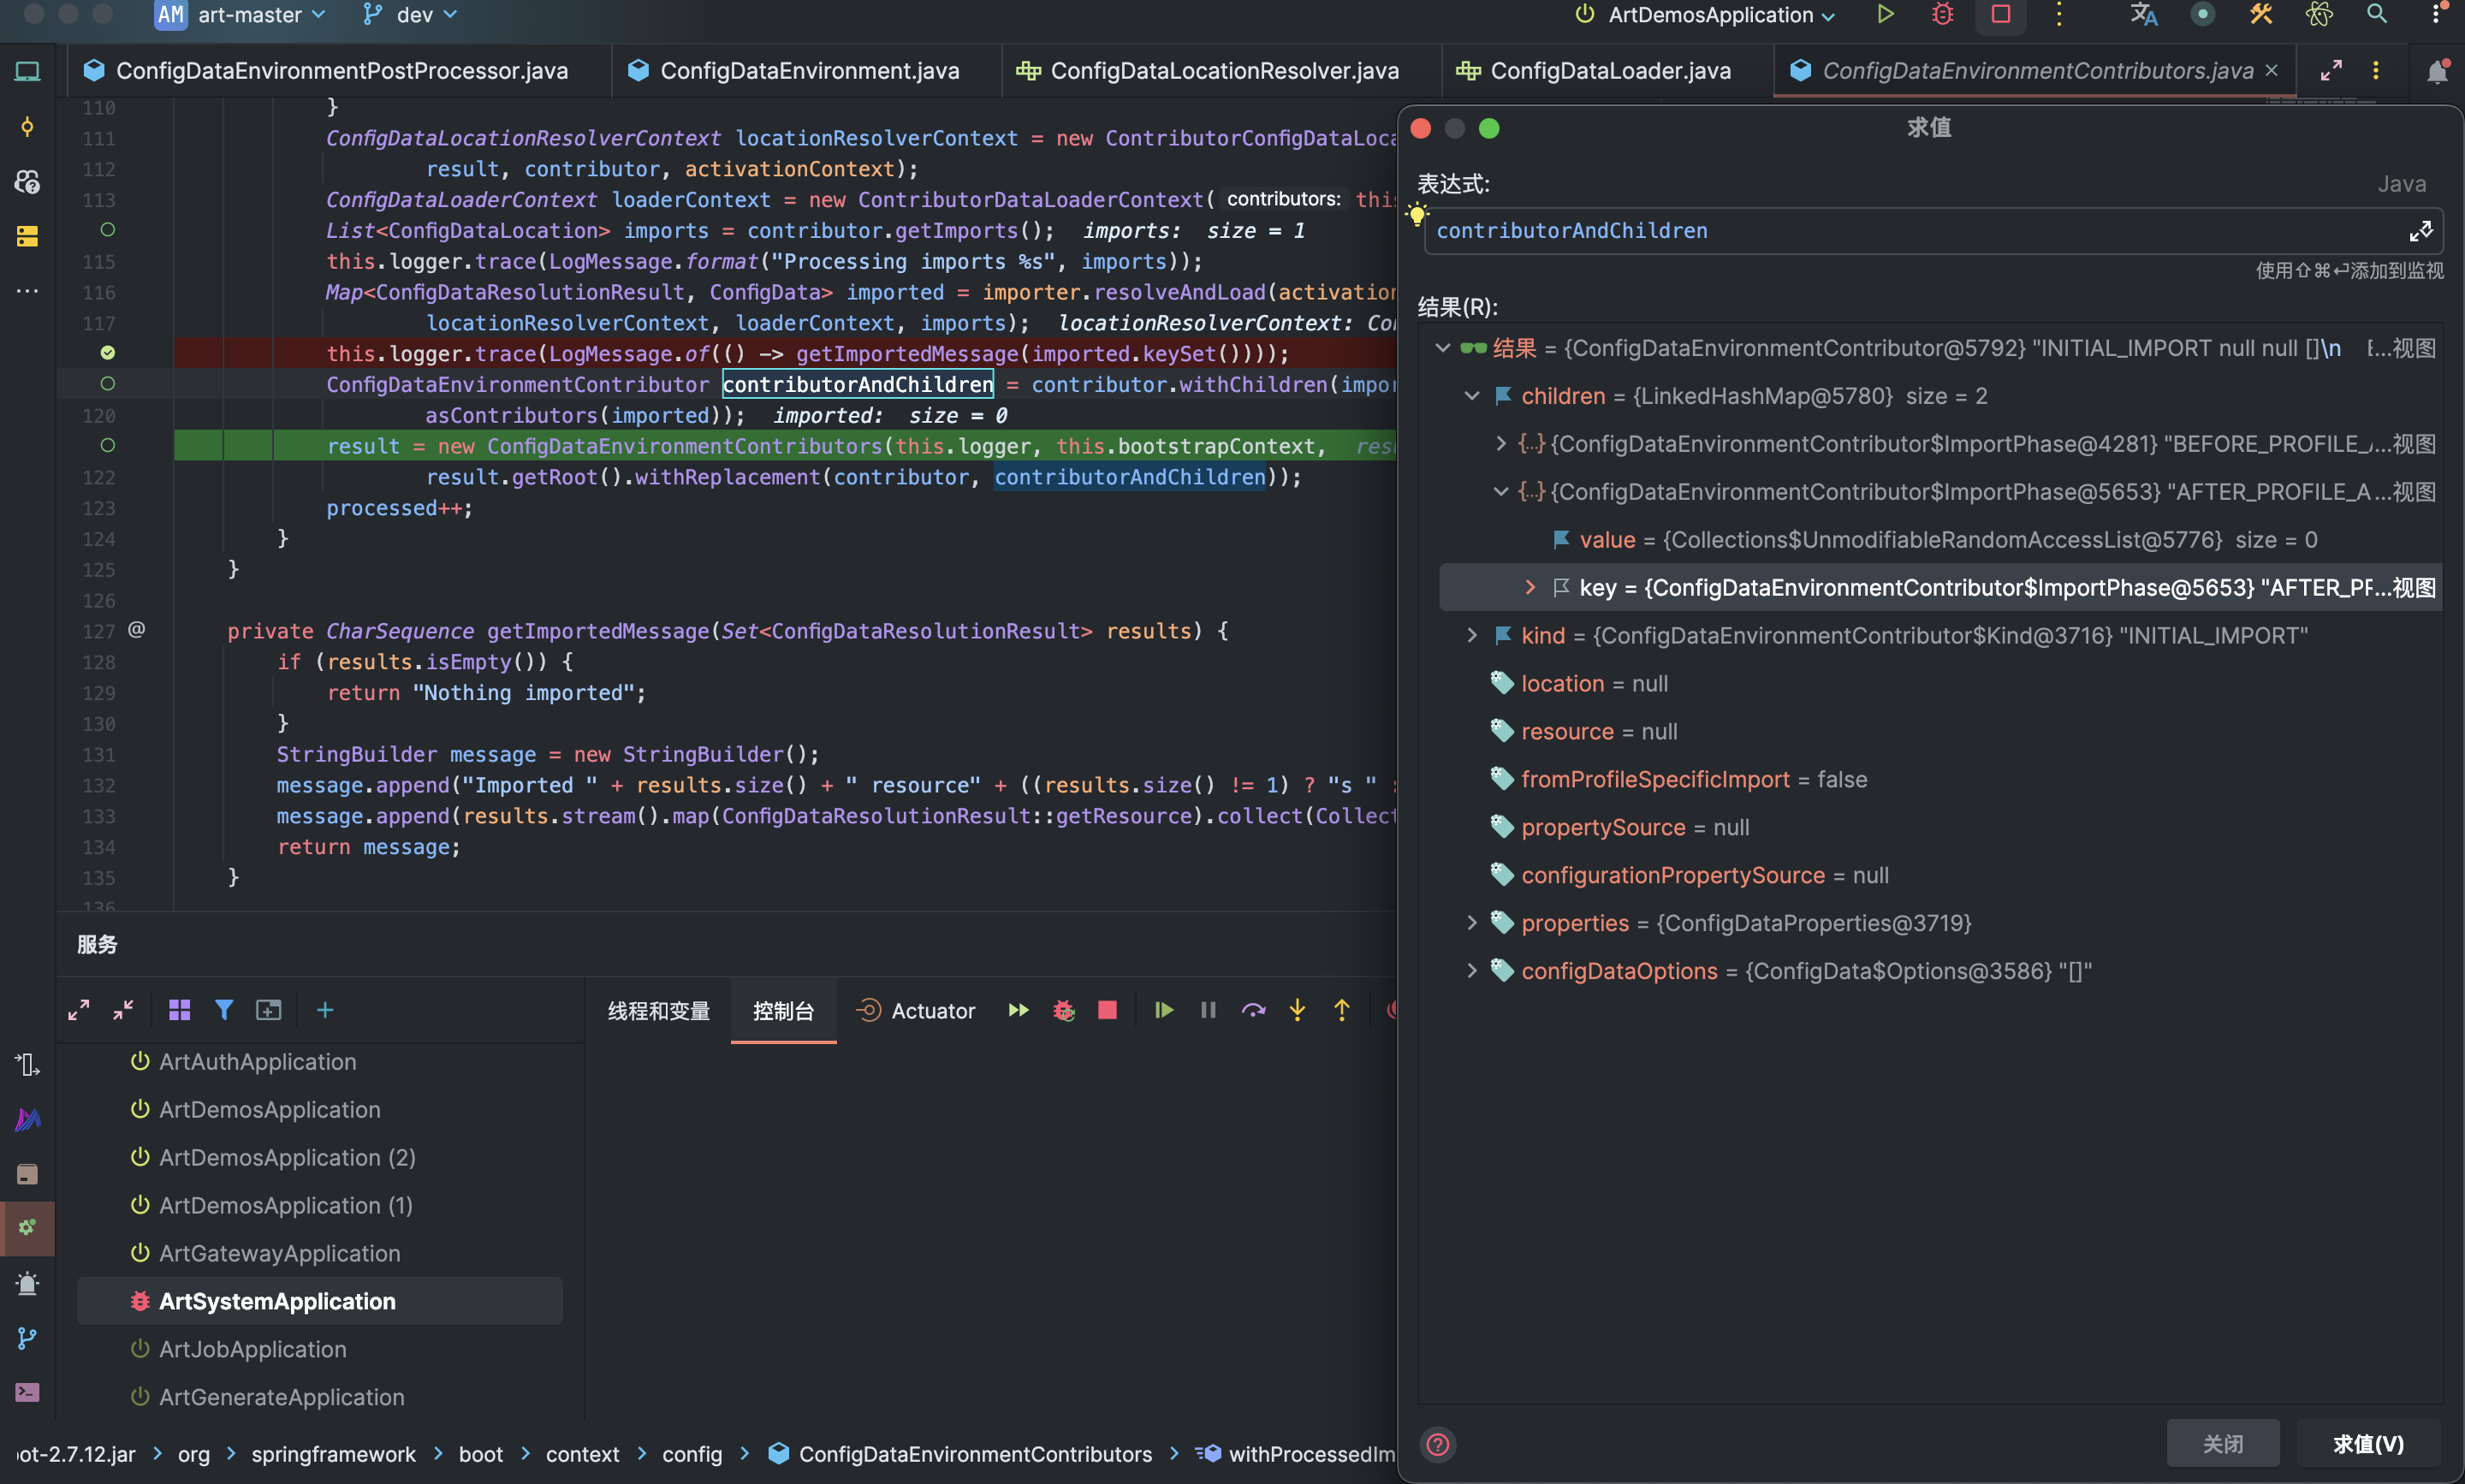 AM art-master dev ArtDemosApplication
ConfigDataEnvironmentPostProcessor.java ConfigDataEnvironment.java ConfigDataLocationResolver.java ConfigDataLoader.java ConfigDataEnvironmentContributors.java
110 }
111 ConfigDataLocationResolverContext locationResolverContext = new ContributorConfigDataLoca
112 result, contributor, activationContext);
113 ConfigDataLoaderContext loaderContext = new ContributorDataLoaderContext( contributors: this
List<ConfigDataLocation> imports = contributor.getImports(); imports: size = 1
115 this.logger.trace(LogMessage.format("Processing imports %s", imports));
116 Map<ConfigDataResolutionResult, ConfigData> imported = importer.resolveAndLoad(activation
117 locationResolverContext, loaderContext, imports); locationResolverContext: Co
this.logger.trace(LogMessage.of(() -> getImportedMessage(imported.keySet())));
ConfigDataEnvironmentContributor contributorAndChildren = contributor.withChildren(impor
120 asContributors(imported)); imported: size = 0
result = new ConfigDataEnvironmentContributors(this.logger, this.bootstrapContext, res
122 result.getRoot().withReplacement(contributor, contributorAndChildren));
123 processed++;
124 }
125 }
126
127 @ private CharSequence getImportedMessage(Set<ConfigDataResolutionResult> results) {
128 if (results.isEmpty()) {
129 return "Nothing imported";
130 }
131 StringBuilder message = new StringBuilder();
132 message.append("Imported " + results.size() + " resource" + ((results.size() != 1) ? "s " :
133 message.append(results.stream().map(ConfigDataResolutionResult::getResource).collect(Collect
134 return message;
135 }
136
求值
表达式: Java
contributorAndChildren
使用⇧⌘⏎添加到监视
结果(R):
结果 = {ConfigDataEnvironmentContributor@5792} "INITIAL_IMPORT null null []\n E...视图
children = {LinkedHashMap@5780} size = 2
{...} {ConfigDataEnvironmentContributor$ImportPhase@4281} "BEFORE_PROFILE_A...视图
{...} {ConfigDataEnvironmentContributor$ImportPhase@5653} "AFTER_PROFILE_A...视图
value = {Collections$UnmodifiableRandomAccessList@5776} size = 0
key = {ConfigDataEnvironmentContributor$ImportPhase@5653} "AFTER_PR...视图
kind = {ConfigDataEnvironmentContributor$Kind@3716} "INITIAL_IMPORT"
location = null
resource = null
fromProfileSpecificImport = false
propertySource = null
configurationPropertySource = null
properties = {ConfigDataProperties@3719}
configDataOptions = {ConfigData$Options@3586} "[]"
关闭 求值(V)
服务
线程和变量 控制台 Actuator
ArtAuthApplication
ArtDemosApplication
ArtDemosApplication (2)
ArtDemosApplication (1)
ArtGatewayApplication
ArtSystemApplication
ArtJobApplication
ArtGenerateApplication
ot-2.7.12.jar > org > springframework > boot > context > config > ConfigDataEnvironmentContributors > withProcessedIm